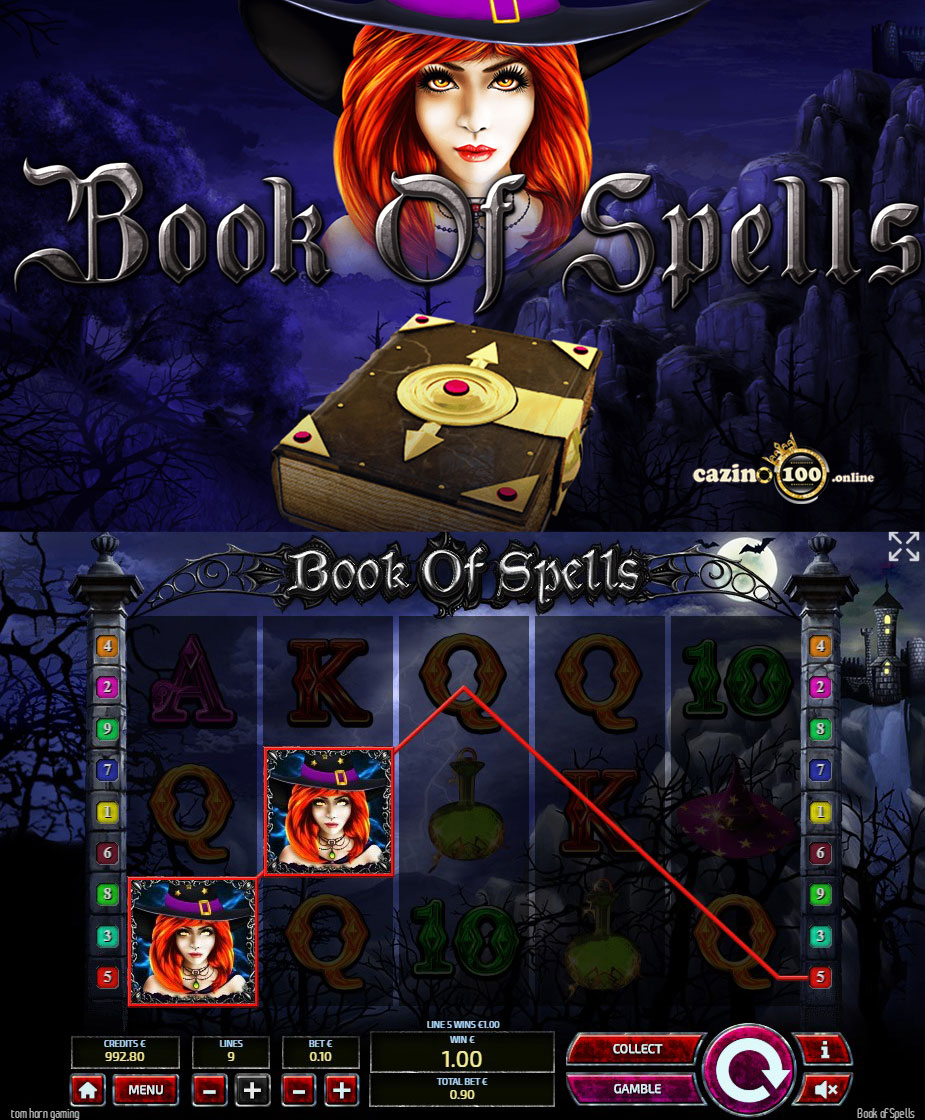 Book Of Spells
cazino 100 .online
Book Of Spells
4 A K Q Q 10 4
2 2
9 8
7 Q K 7
1 1
6 6
8 9
3 Q 10 Q 3
5 5
LINE 5 WINS €1.00
CREDITS € LINES BET € WIN € COLLECT i
992.80 9 0.10 1.00
MENU - + - + TOTAL BET € GAMBLE
0.90
tom horn gaming Book of Spells